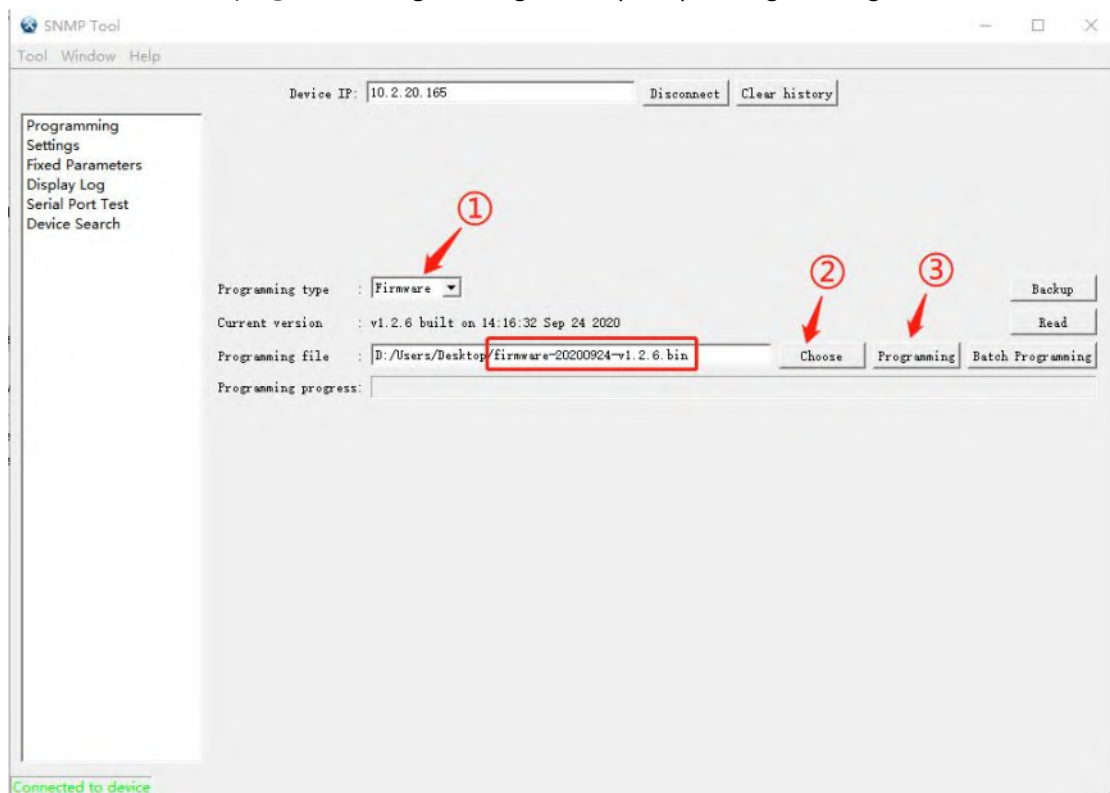 SNMP Tool
Tool Window Help
Device IP: 10.2.20.165 Disconnect Clear history
Programming
Settings
Fixed Parameters
Display Log
Serial Port Test
Device Search
①
② ③
Programming type : Firmware Backup
Current version : v1.2.6 built on 14:16:32 Sep 24 2020 Read
Programming file : D:/Users/Desktop/firmware-20200924-v1.2.6.bin Choose Programming Batch Programming
Programming progress:
Connected to device